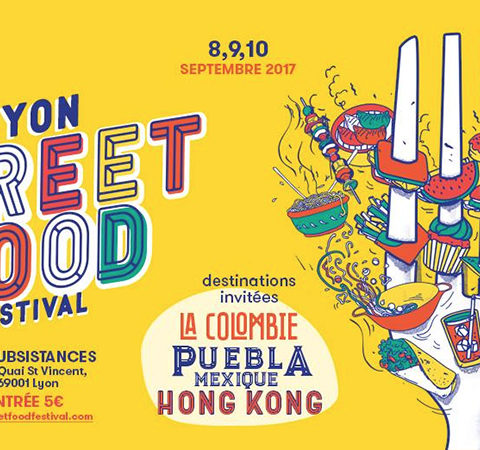 YON
REET
OOD
STIVAL
UBSISTANCES
Quai St Vincent,
69001 Lyon
NTRÉE 5€
etfoodfestival.com
8,9,10
SEPTEMBRE 2017
destinations
invitées
LA COLOMBIE
PUEBLA
MEXIQUE
HONG KONG